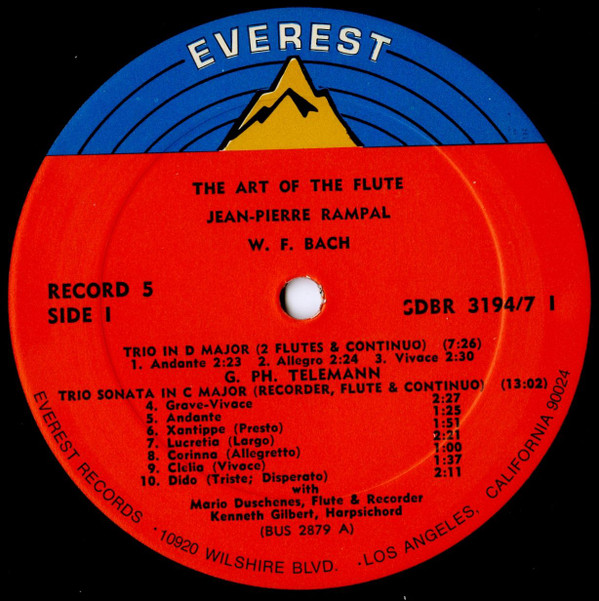 EVEREST
THE ART OF THE FLUTE
JEAN-PIERRE RAMPAL
W. F. BACH
RECORD 5
SIDE I
SDBR 3194/7 I
TRIO IN D MAJOR (2 FLUTES & CONTINUO) (7:26)
1. Andante 2:23 2. Allegro 2:24 3. Vivace 2:30
G. PH. TELEMANN
TRIO SONATA IN C MAJOR (RECORDER, FLUTE & CONTINUO) (13:02)
4. Grave-Vivace 2:27
5. Andante 1:25
6. Xantippe (Presto) 1:51
7. Lucretia (Largo) 2:21
8. Corinna (Allegretto) 1:00
9. Clelia (Vivace) 1:37
10. Dido (Triste; Disperato) 2:11
with
Mario Duschenes, Flute & Recorder
Kenneth Gilbert, Harpsichord
(BUS 2879 A)
EVEREST RECORDS · 10920 WILSHIRE BLVD. · LOS ANGELES, CALIFORNIA 90024